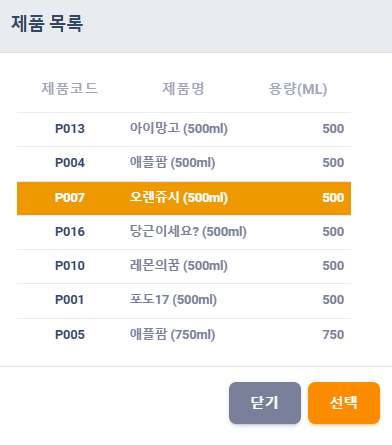 제품 목록
제품코드 제품명 용량(ML)
P013 아이망고 (500ml) 500
P004 애플팜 (500ml) 500
P007 오렌쥬시 (500ml) 500
P016 당근이세요? (500ml) 500
P010 레몬의꿈 (500ml) 500
P001 포도17 (500ml) 500
P005 애플팜 (750ml) 750
닫기 선택